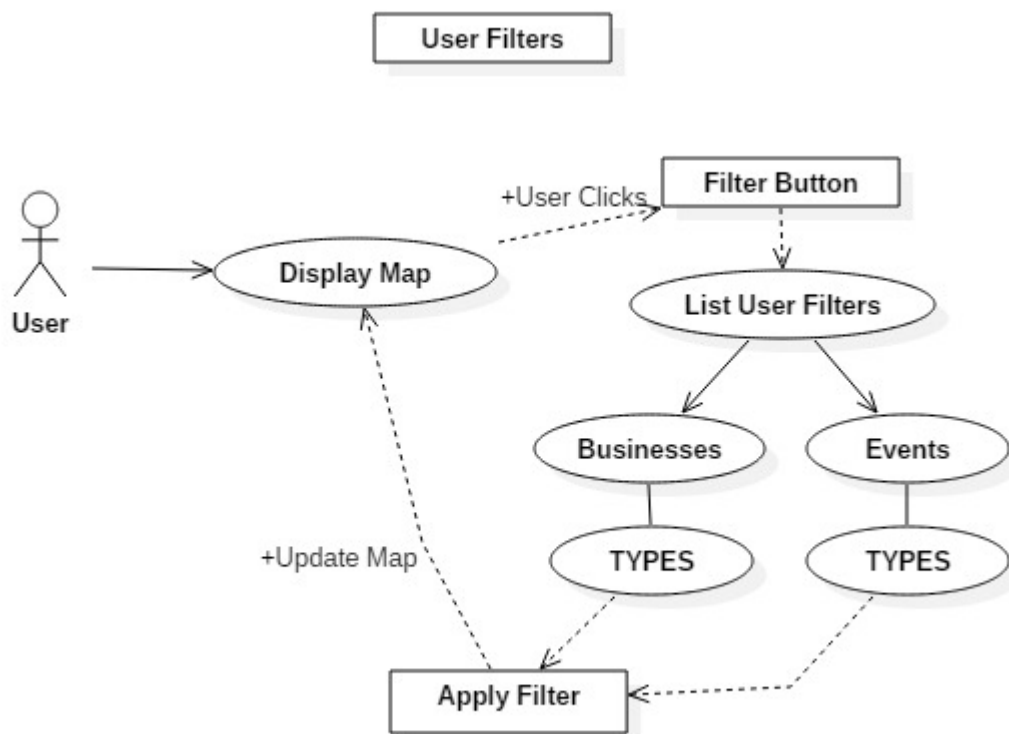 User Filters
Filter Button
+User Clicks
Display Map
List User Filters
User
Businesses
Events
+Update Map
TYPES
TYPES
Apply Filter